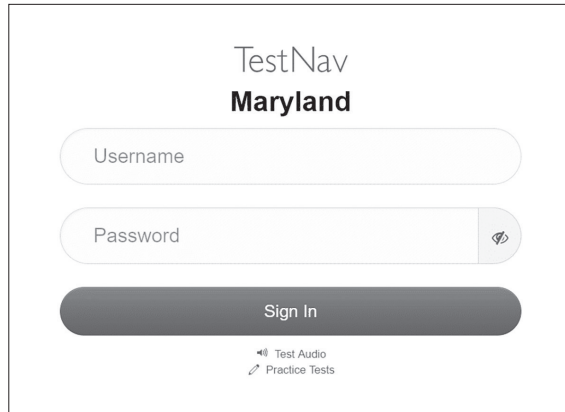 TestNav
Maryland
Username
Password
Sign In
Test Audio
Practice Tests